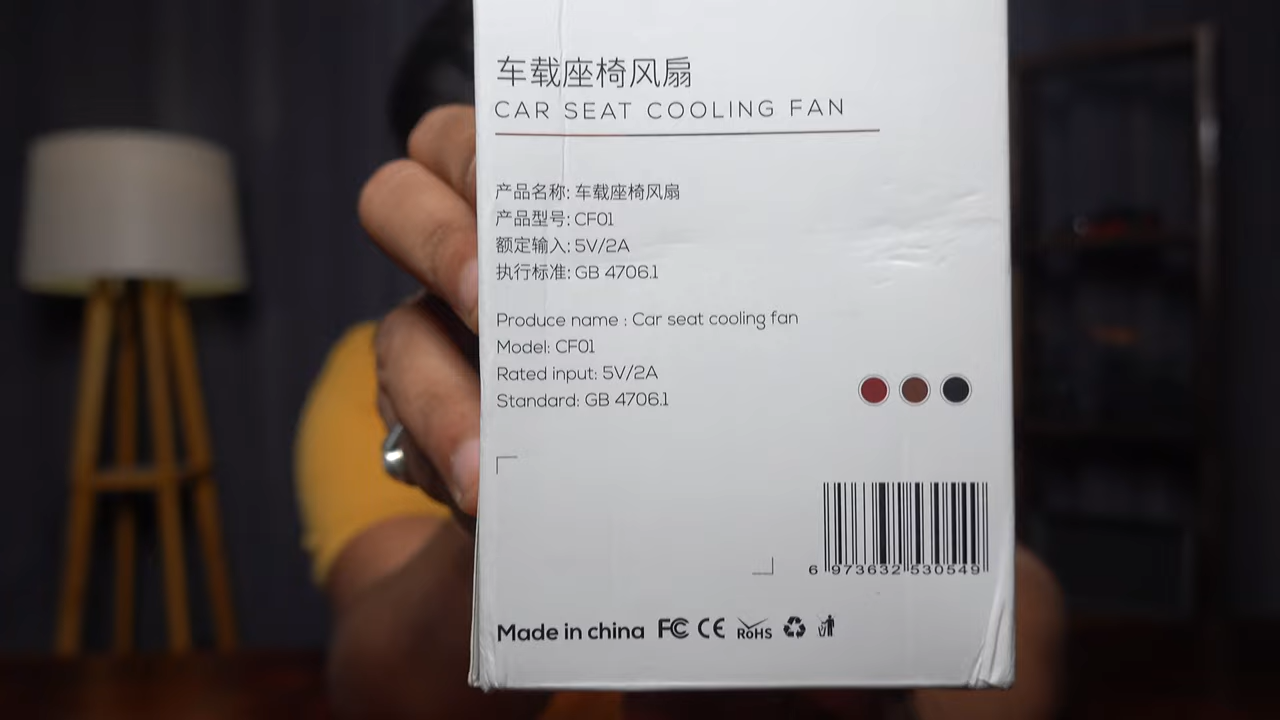 车载座椅风扇
CAR SEAT COOLING FAN
产品名称: 车载座椅风扇
产品型号: CF01
额定输入: 5V/2A
执行标准: GB 4706.1
Produce name : Car seat cooling fan
Model: CF01
Rated input: 5V/2A
Standard: GB 4706.1
6 973632 530549
Made in china FC CE RoHS